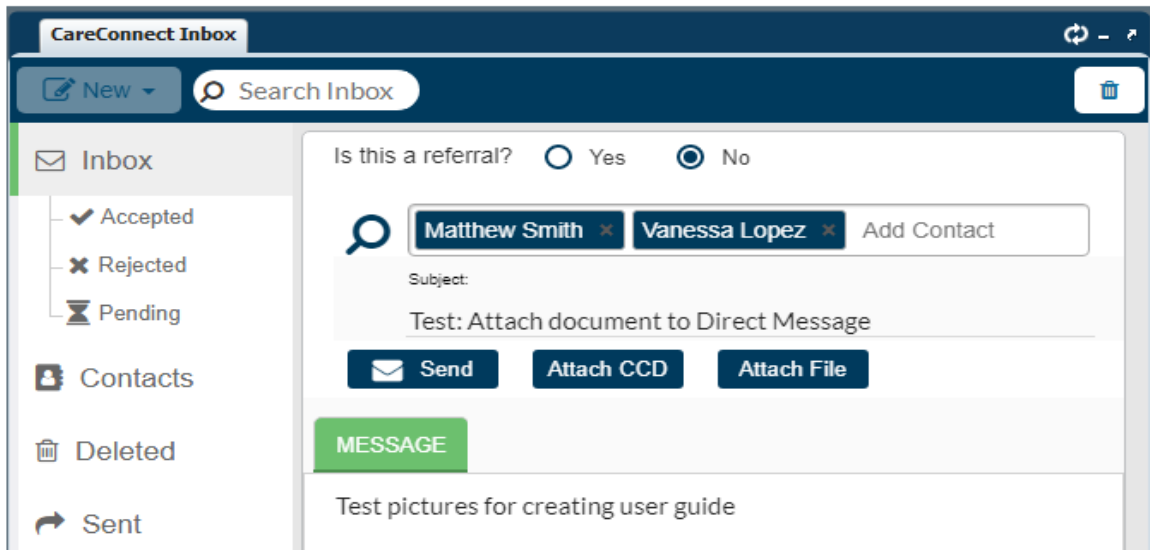 CareConnect Inbox
New
Search Inbox
Inbox
Accepted
Rejected
Pending
Contacts
Deleted
Sent
Is this a referral? Yes No
Matthew Smith × Vanessa Lopez × Add Contact
Subject:
Test: Attach document to Direct Message
Send Attach CCD Attach File
MESSAGE
Test pictures for creating user guide